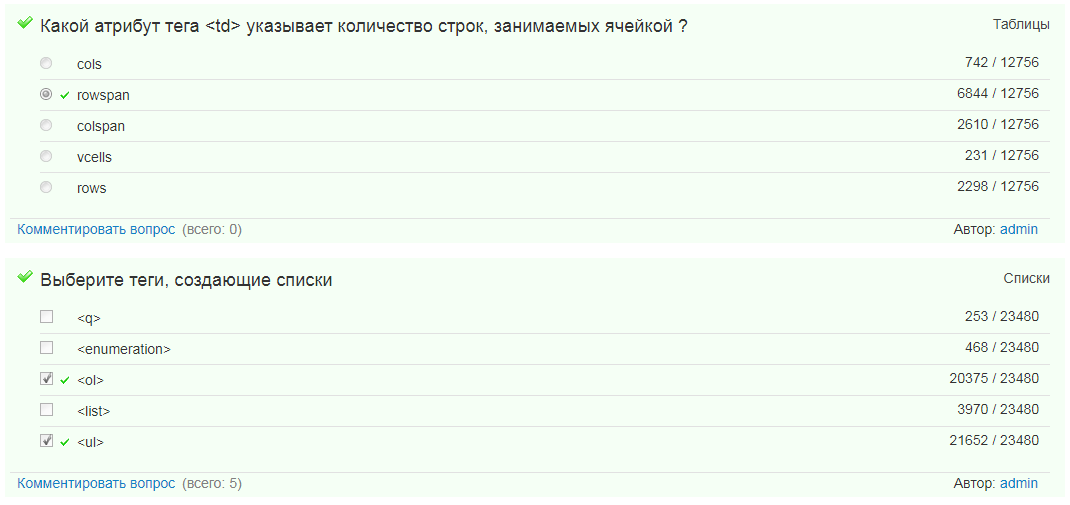 Какой атрибут тега <td> указывает количество строк, занимаемых ячейкой ? Таблицы
cols 742 / 12756
rowspan 6844 / 12756
colspan 2610 / 12756
vcells 231 / 12756
rows 2298 / 12756
Комментировать вопрос (всего: 0) Автор: admin
Выберите теги, создающие списки Списки
<q> 253 / 23480
<enumeration> 468 / 23480
<ol> 20375 / 23480
<list> 3970 / 23480
<ul> 21652 / 23480
Комментировать вопрос (всего: 5) Автор: admin